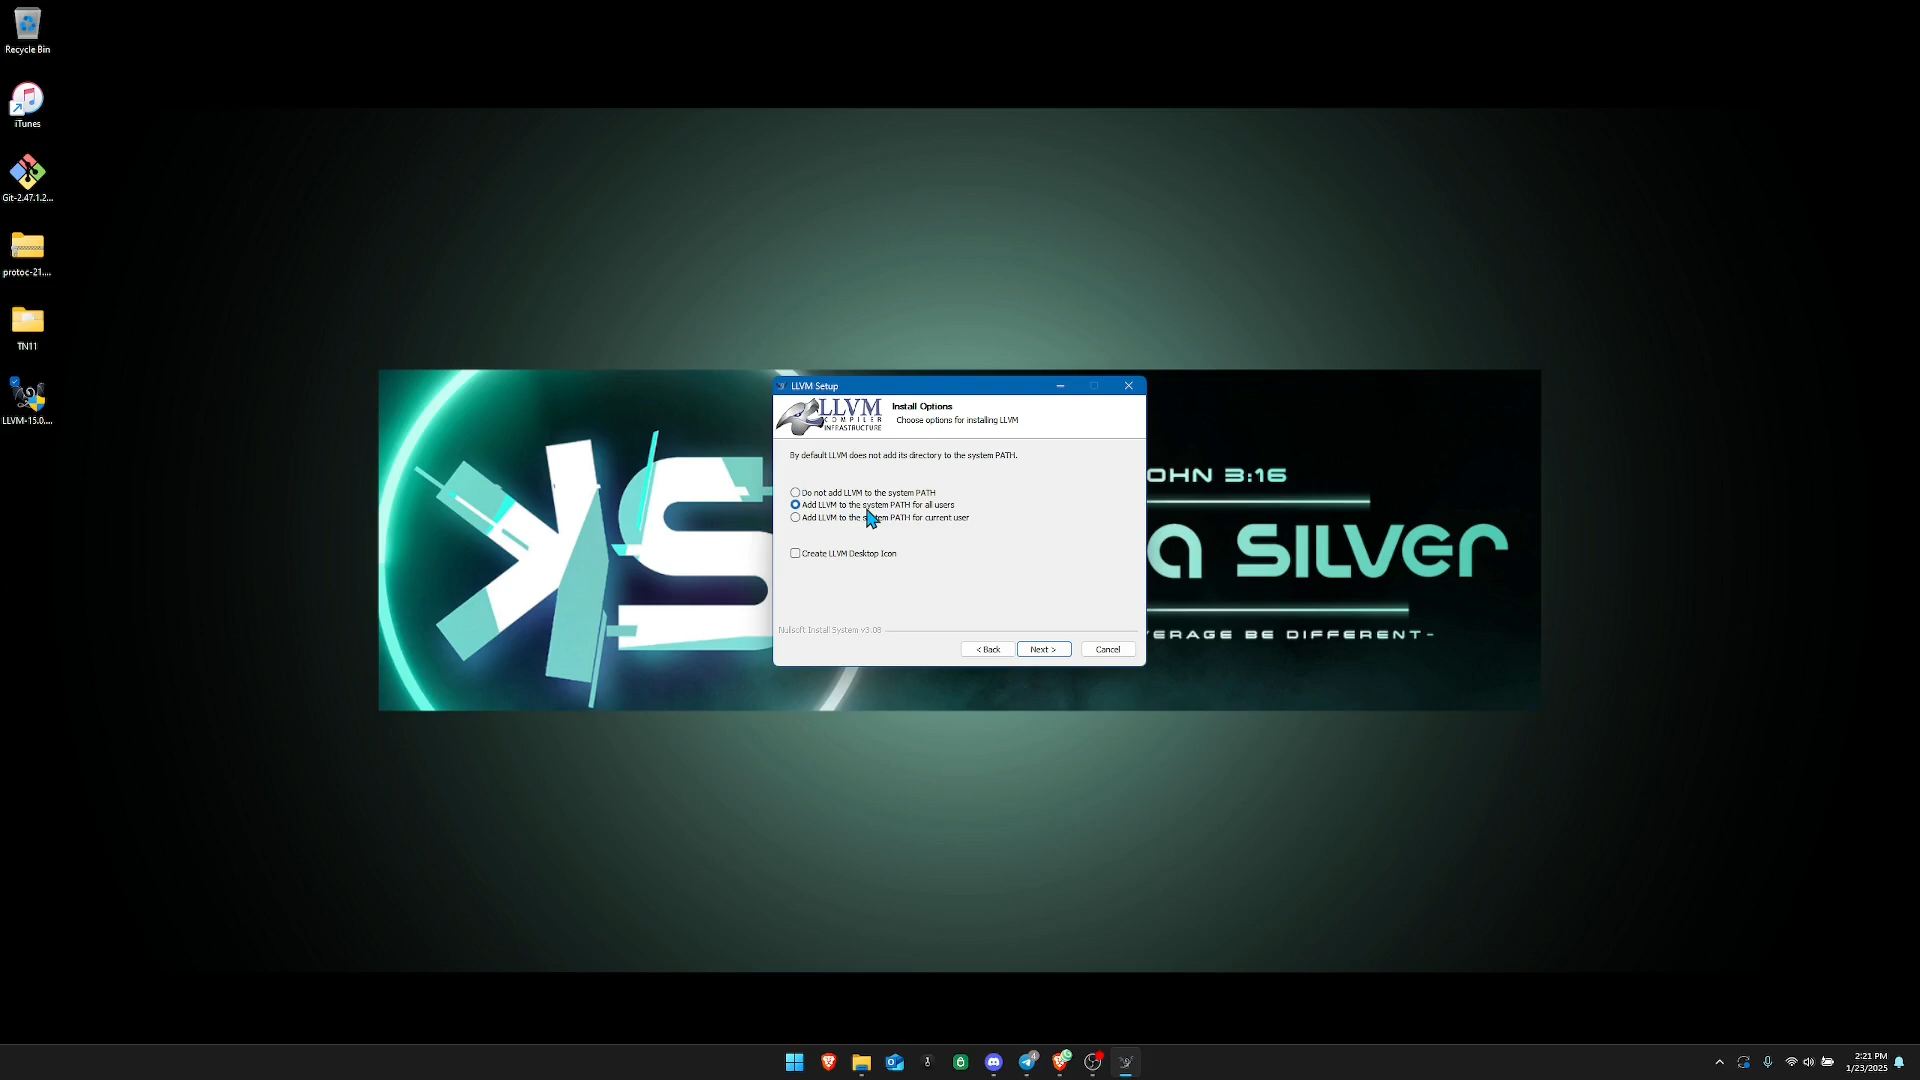 Recycle Bin
iTunes
Git-2.47.1.2...
protoc-21....
TN11
LLVM-15.0....
LLVM Setup
LLVM
COMPILER
INFRASTRUCTURE
Install Options
Choose options for installing LLVM
By default LLVM does not add its directory to the system PATH.
Do not add LLVM to the system PATH
Add LLVM to the system PATH for all users
Add LLVM to the system PATH for current user
Create LLVM Desktop Icon
Nullsoft Install System v3.08
< Back
Next >
Cancel
KS
OHN 3:16
a SILVER
VERAGE BE DIFFERENT-
2:21 PM
1/23/2025